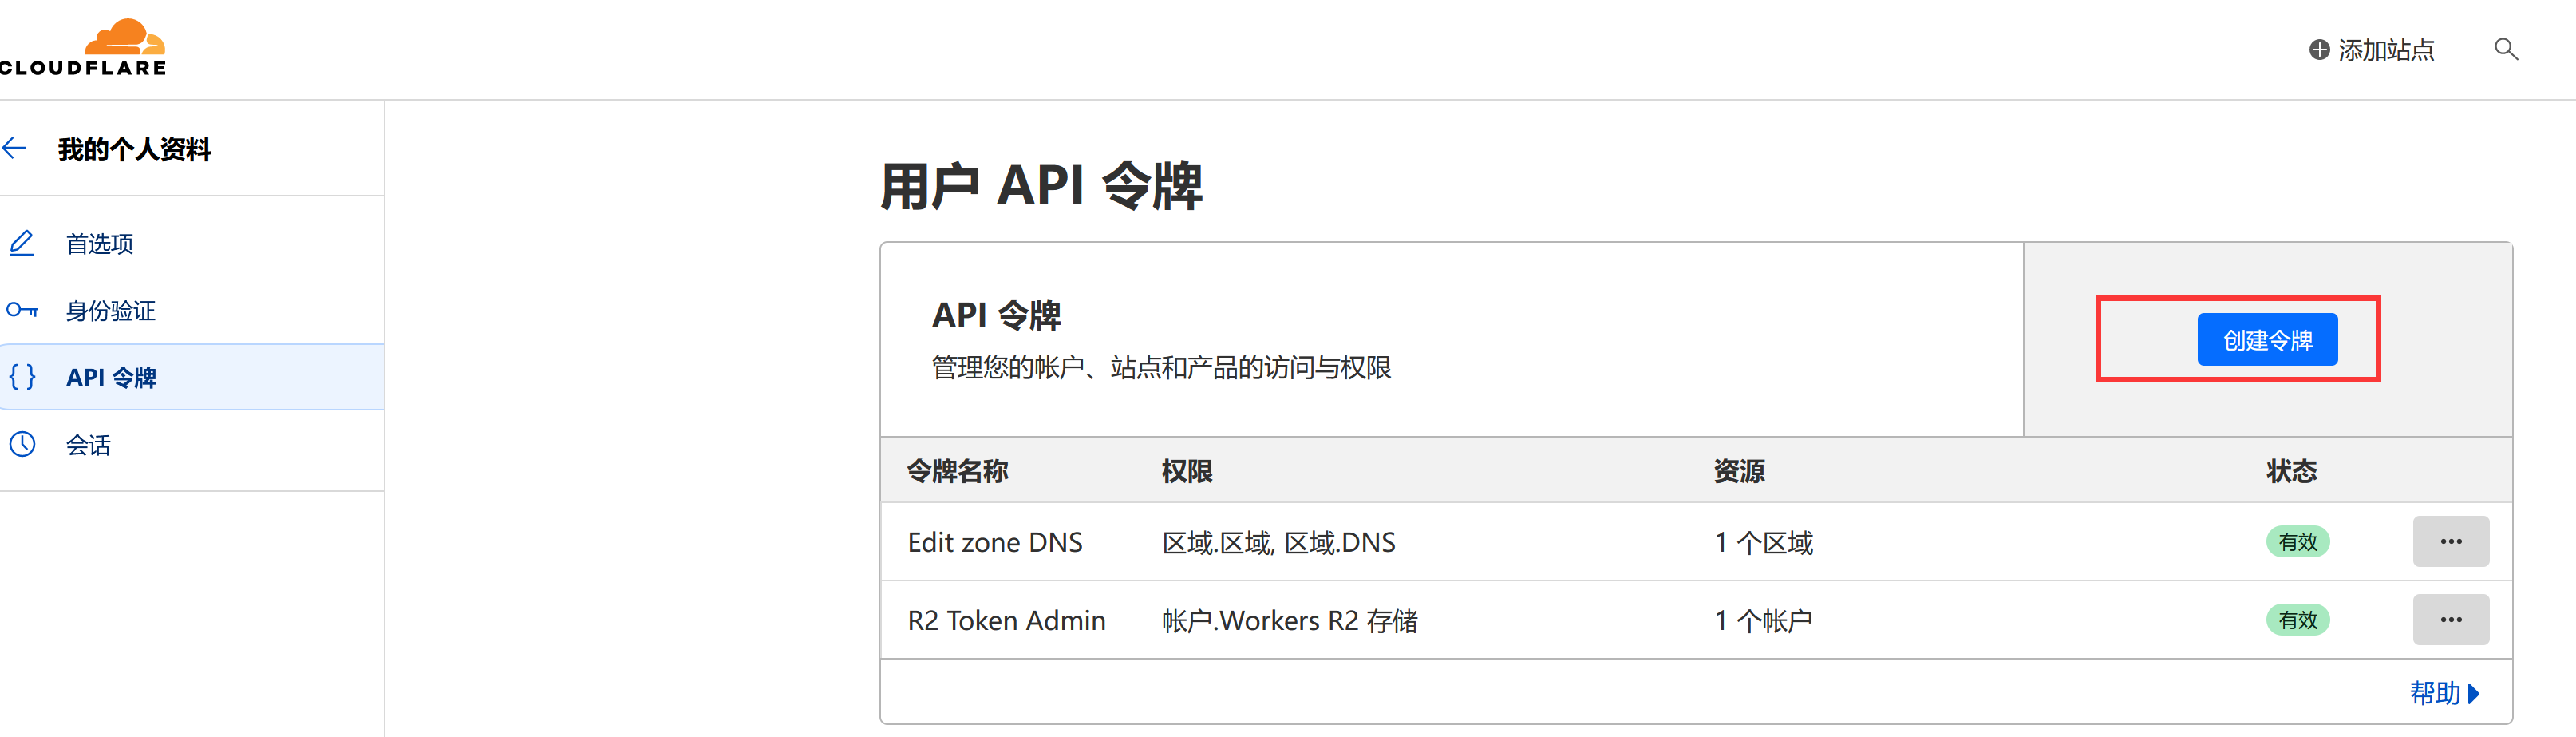 CLOUDFLARE
添加站点
我的个人资料
首选项
身份验证
API 令牌
会话
用户 API 令牌
API 令牌
管理您的帐户、站点和产品的访问与权限
创建令牌
令牌名称 权限 资源 状态
Edit zone DNS 区域.区域, 区域.DNS 1 个区域 有效 •••
R2 Token Admin 帐户.Workers R2 存储 1 个帐户 有效 •••
帮助